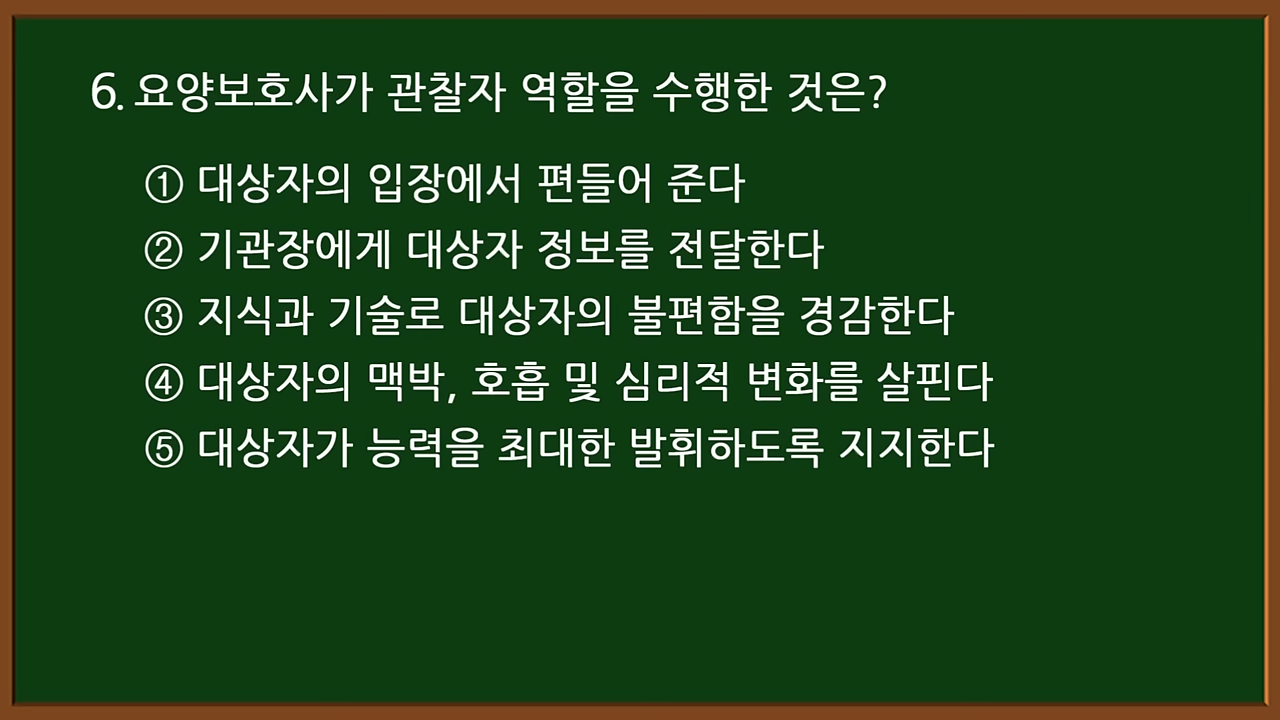 6. 요양보호사가 관찰자 역할을 수행한 것은?
① 대상자의 입장에서 편들어 준다
② 기관장에게 대상자 정보를 전달한다
③ 지식과 기술로 대상자의 불편함을 경감한다
④ 대상자의 맥박, 호흡 및 심리적 변화를 살핀다
⑤ 대상자가 능력을 최대한 발휘하도록 지지한다